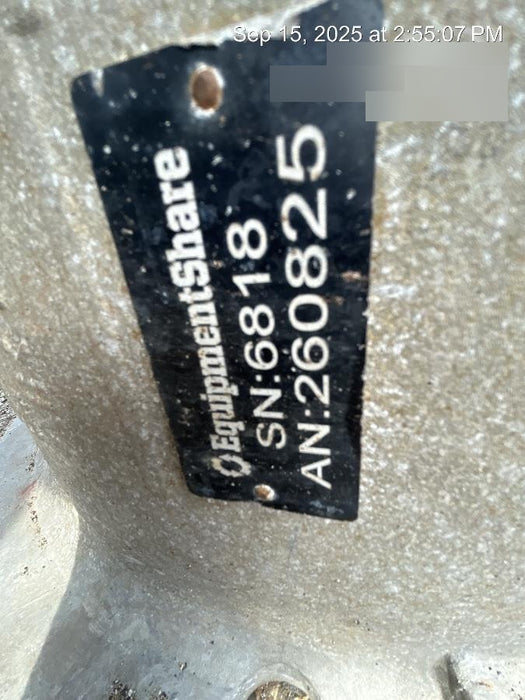 Sep 15, 2025 at 2:55:07 PM
EquipmentShare
SN:6818
AN:260825